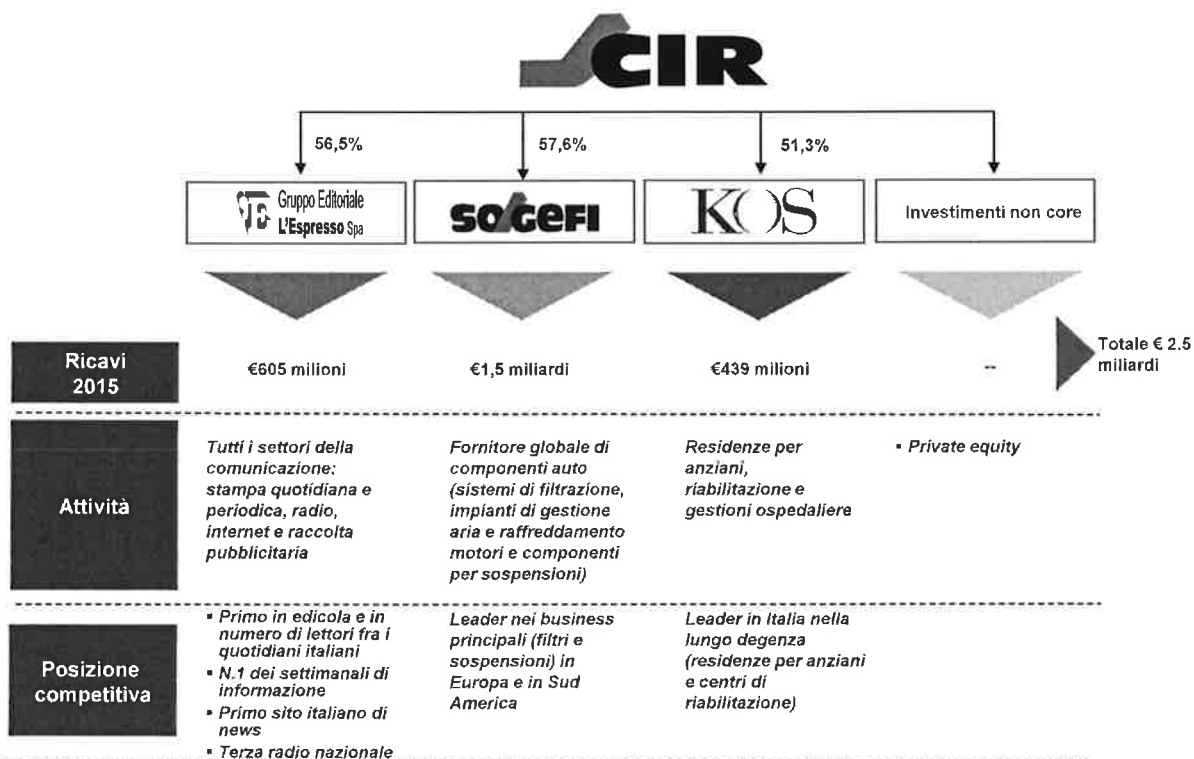 CIR
56,5%
57,6%
51,3%
Gruppo Editoriale
L'Espresso Spa
SOGEFI
KOS
Investimenti non core
Ricavi
2015
€605 milioni
€1,5 miliardi
€439 milioni
--
Totale € 2.5
miliardi
Attività
Tutti i settori della
comunicazione:
stampa quotidiana e
periodica, radio,
internet e raccolta
pubblicitaria
Fornitore globale di
componenti auto
(sistemi di filtrazione,
impianti di gestione
aria e raffreddamento
motori e componenti
per sospensioni)
Residenze per
anziani,
riabilitazione e
gestioni ospedaliere
▪ Private equity
Posizione
competitiva
▪ Primo in edicola e in
numero di lettori fra i
quotidiani italiani
▪ N.1 dei settimanali di
informazione
▪ Primo sito italiano di
news
▪ Terza radio nazionale
Leader nei business
principali (filtri e
sospensioni) in
Europa e in Sud
America
Leader in Italia nella
lungo degenza
(residenze per anziani
e centri di
riabilitazione)